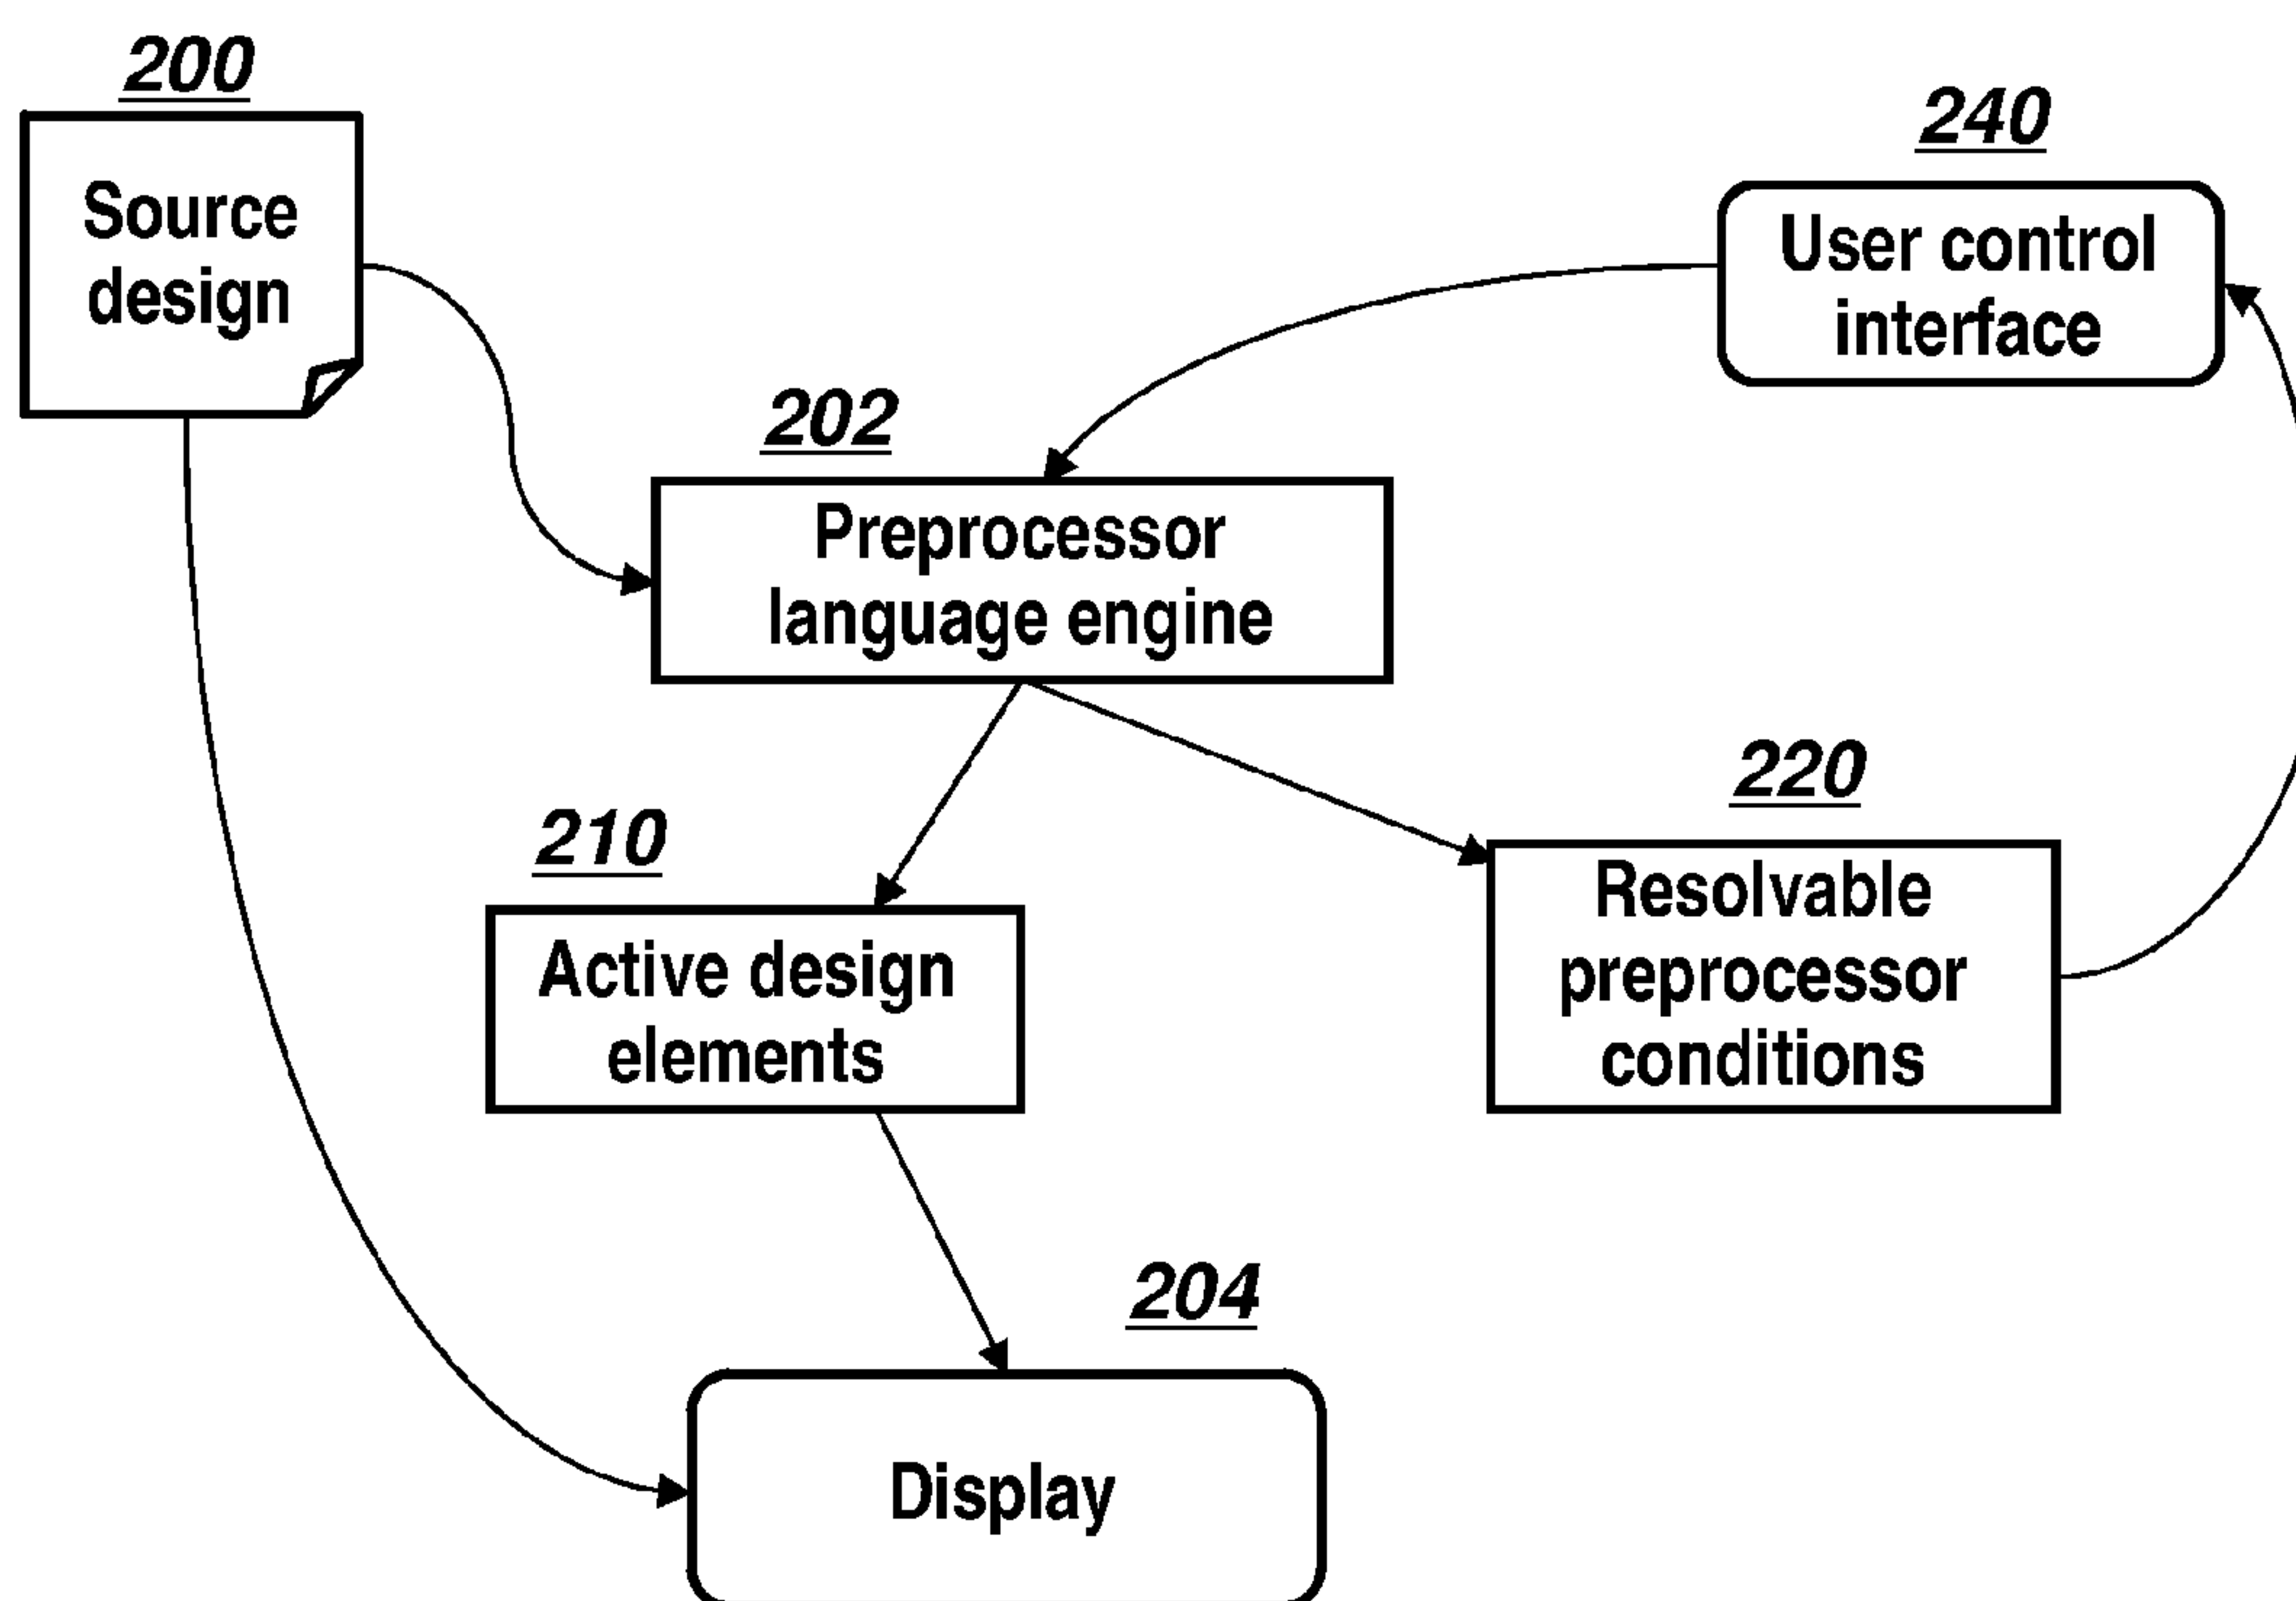 200
Source
design
240
User control
interface
202
Preprocessor
language engine
210
Active design
elements
220
Resolvable
preprocessor
conditions
204
Display